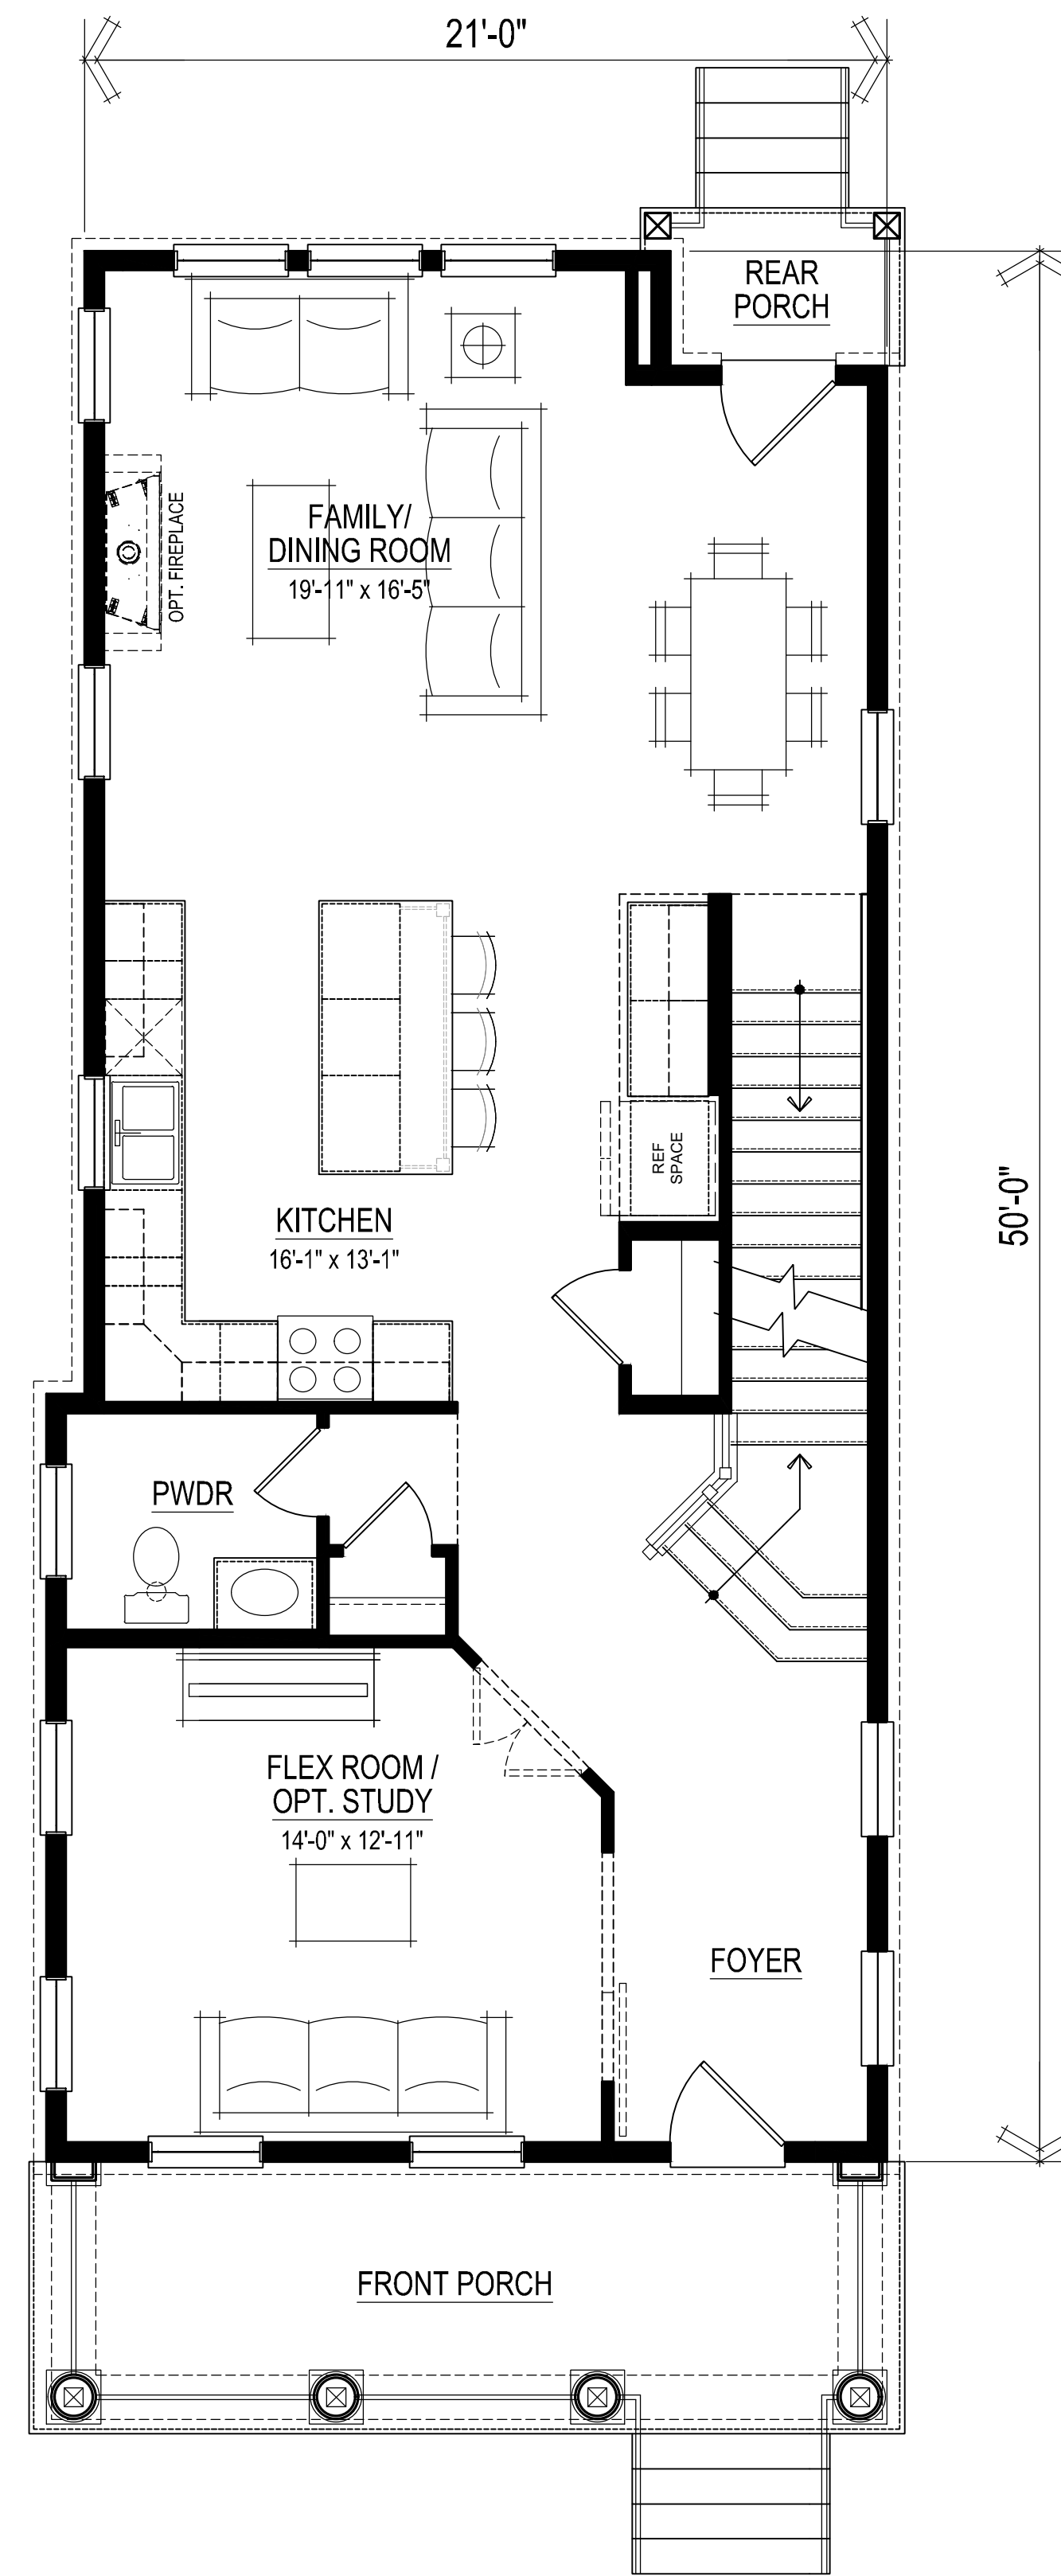 21'-0"
REAR
PORCH
FAMILY/
DINING ROOM
19'-11" x 16'-5"
OPT. FIREPLACE
REF
SPACE
KITCHEN
16'-1" x 13'-1"
50'-0"
PWDR
FLEX ROOM /
OPT. STUDY
14'-0" x 12'-11"
FOYER
FRONT PORCH